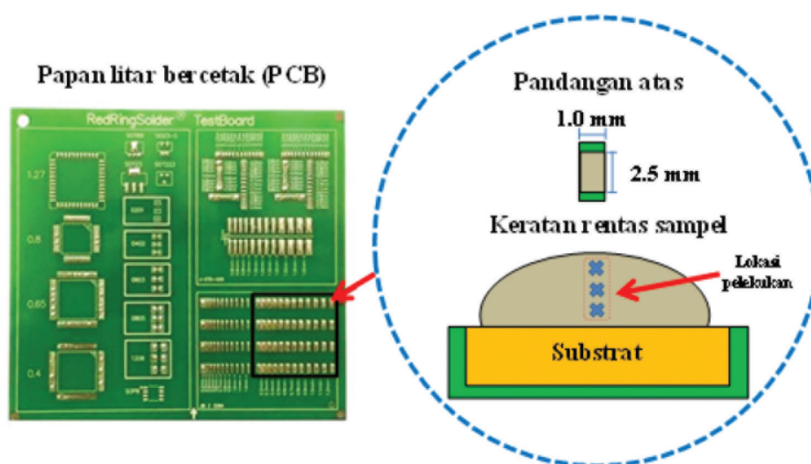 Papan litar bercetak (PCB)
RedRingSolder
TestBoard
1.27
0.8
0.65
0.4
Pandangan atas
1.0 mm
2.5 mm
Keratan rentas sampel
Lokasi
pelekukan
Substrat